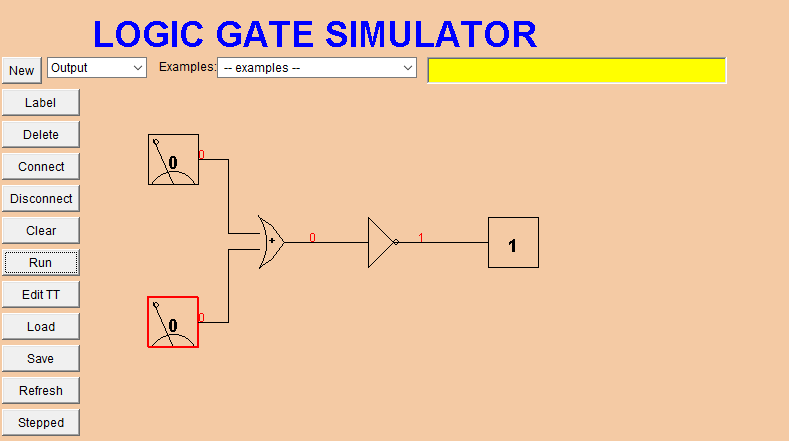 LOGIC GATE SIMULATOR
New Output Examples: -- examples --
Label
Delete
Connect
Disconnect
Clear
Run
Edit TT
Load
Save
Refresh
Stepped
0 0
+ 0 1 1
0 0